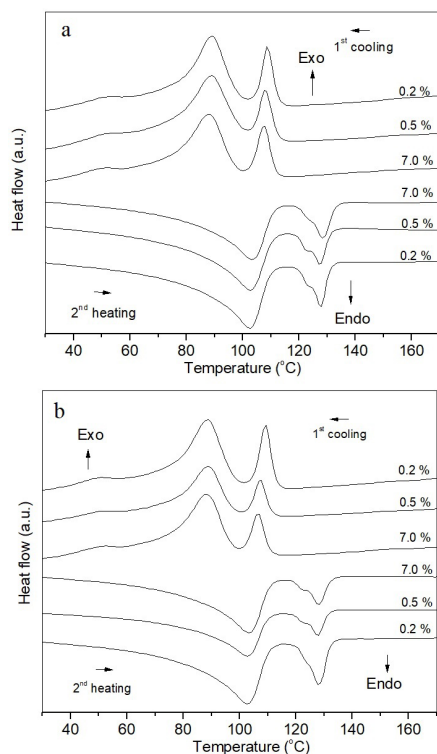 a
1st cooling
Exo
0.2 %
0.5 %
7.0 %
7.0 %
0.5 %
0.2 %
2nd heating
Endo
Heat flow (a.u.)
40 60 80 100 120 140 160
Temperature (°C)
b
Exo
1st cooling
0.2 %
0.5 %
7.0 %
7.0 %
0.5 %
0.2 %
2nd heating
Endo
Heat flow (a.u.)
40 60 80 100 120 140 160
Temperature (°C)